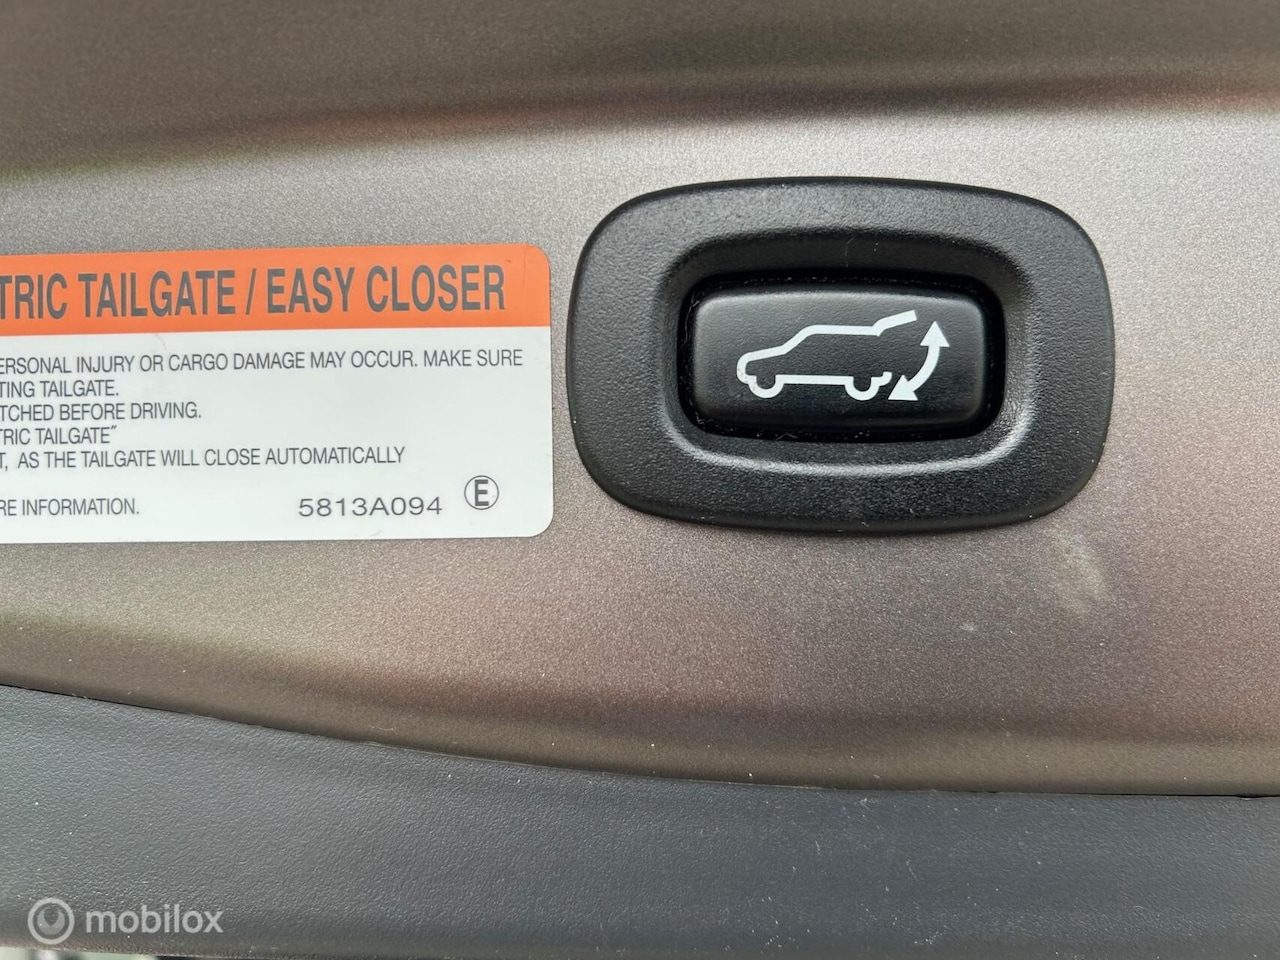 TRIC TAILGATE / EASY CLOSER
ERSONAL INJURY OR CARGO DAMAGE MAY OCCUR. MAKE SURE
TING TAILGATE.
TCHED BEFORE DRIVING.
TRIC TAILGATE"
T, AS THE TAILGATE WILL CLOSE AUTOMATICALLY
RE INFORMATION.
5813A094 E
mobilox